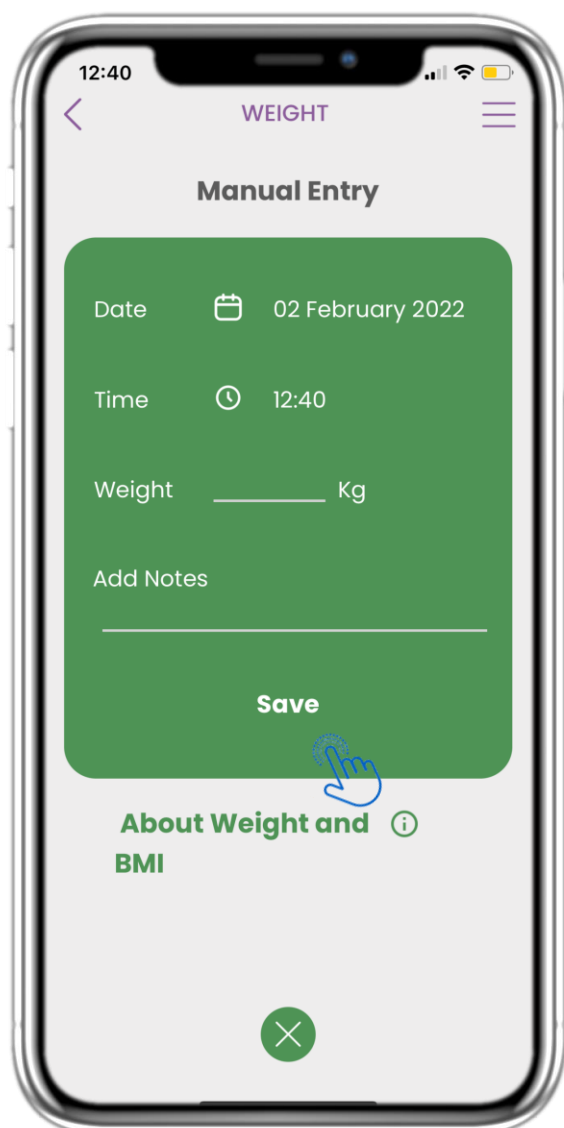 12:40
WEIGHT
Manual Entry
Date 02 February 2022
Time 12:40
Weight Kg
Add Notes
Save
About Weight and
BMI